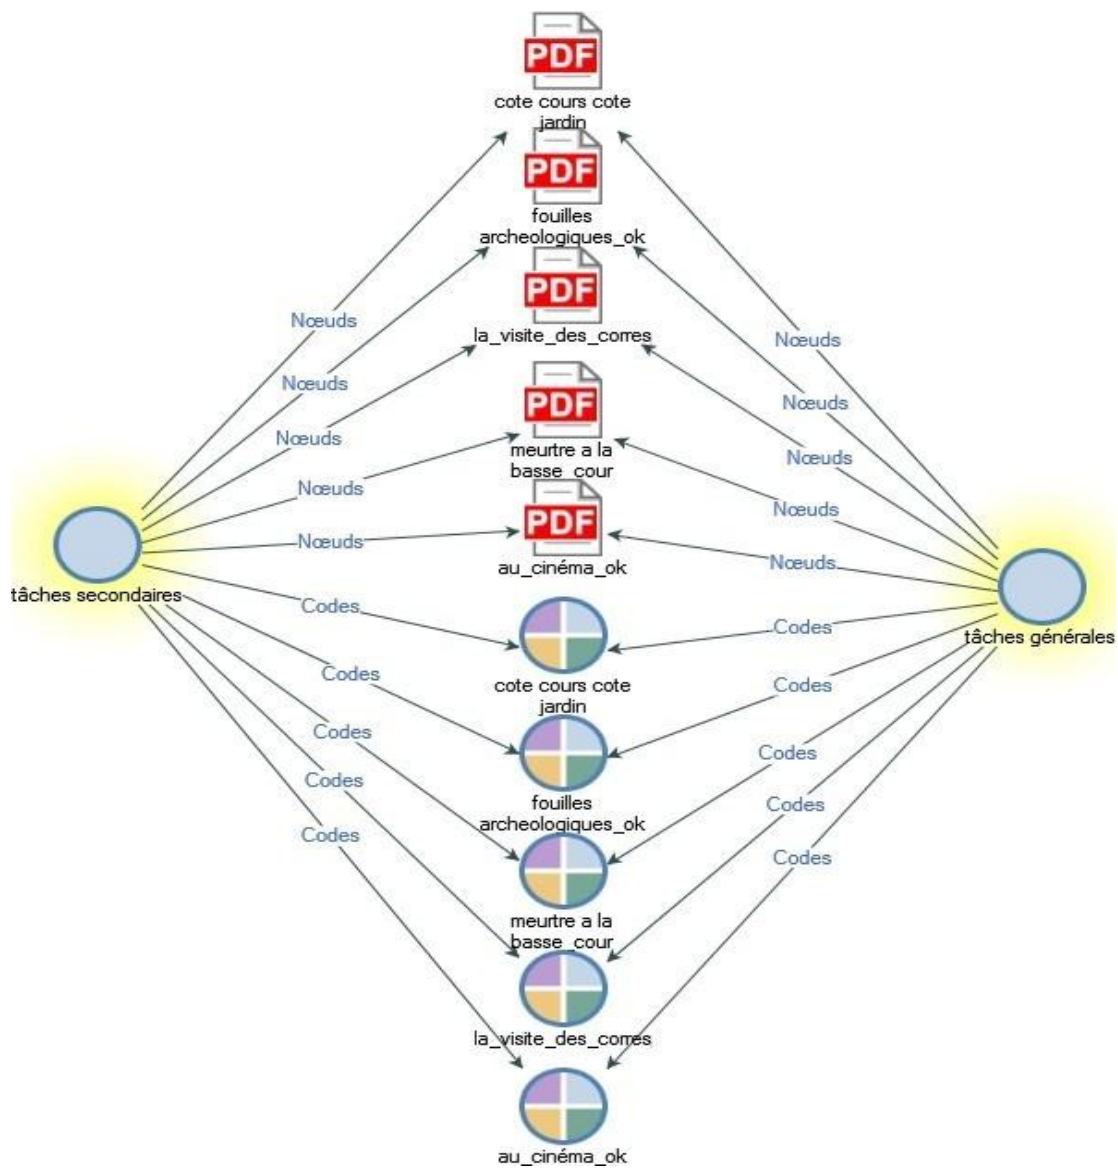 PDF
cote cours cote
jardin
PDF
fouilles
archeologiques_ok
PDF
Nœuds
la_visite_des_corres
Nœuds
Nœuds
Nœuds
PDF
Nœuds
Nœuds
meurtre a la
basse_cour
Nœuds
Nœuds
PDF
Nœuds
Nœuds
au_cinéma_ok
tâches secondaires
Codes
Codes
tâches générales
cote cours cote
jardin
Codes
Codes
Codes
Codes
fouilles
archeologiques_ok
Codes
Codes
Codes
Codes
meurtre a la
basse_cour
la_visite_des_corres
au_cinéma_ok